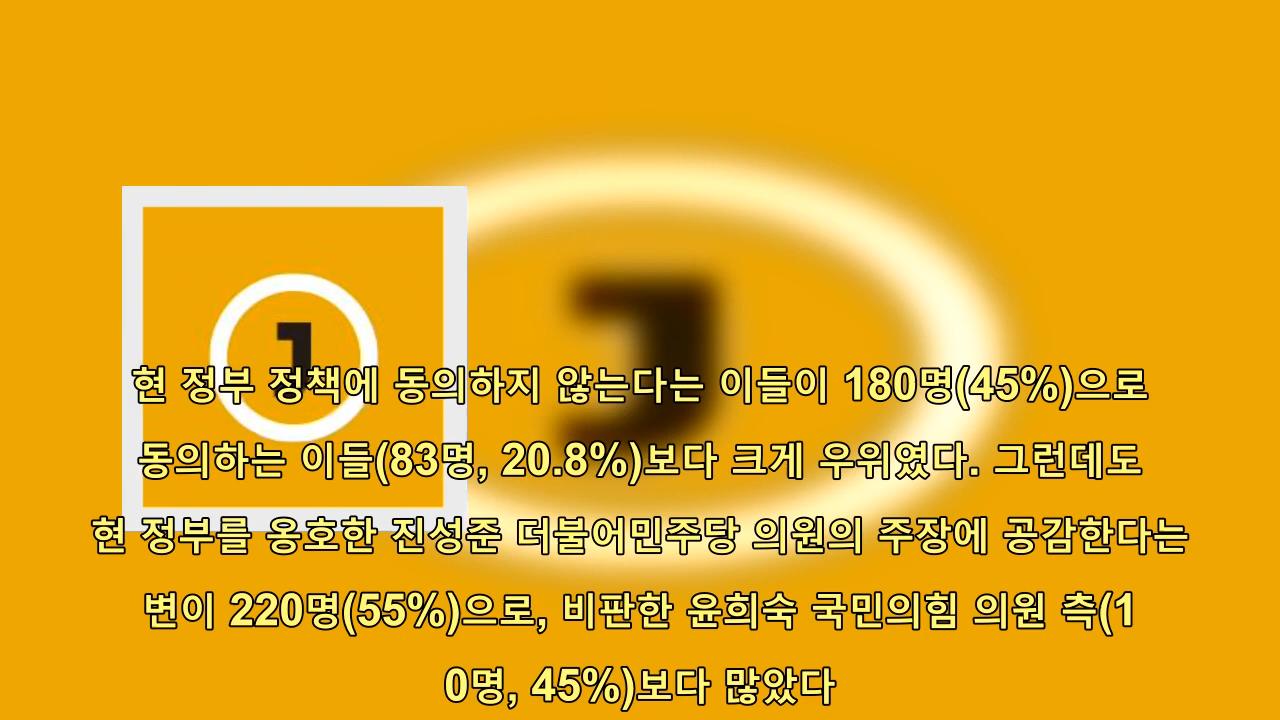 J
J
현 정부 정책에 동의하지 않는다는 이들이 180명(45%)으로
동의하는 이들(83명, 20.8%)보다 크게 우위였다. 그런데도
현 정부를 옹호한 진성준 더불어민주당 의원의 주장에 공감한다는
변이 220명(55%)으로, 비판한 윤희숙 국민의힘 의원 측(1
0명, 45%)보다 많았다